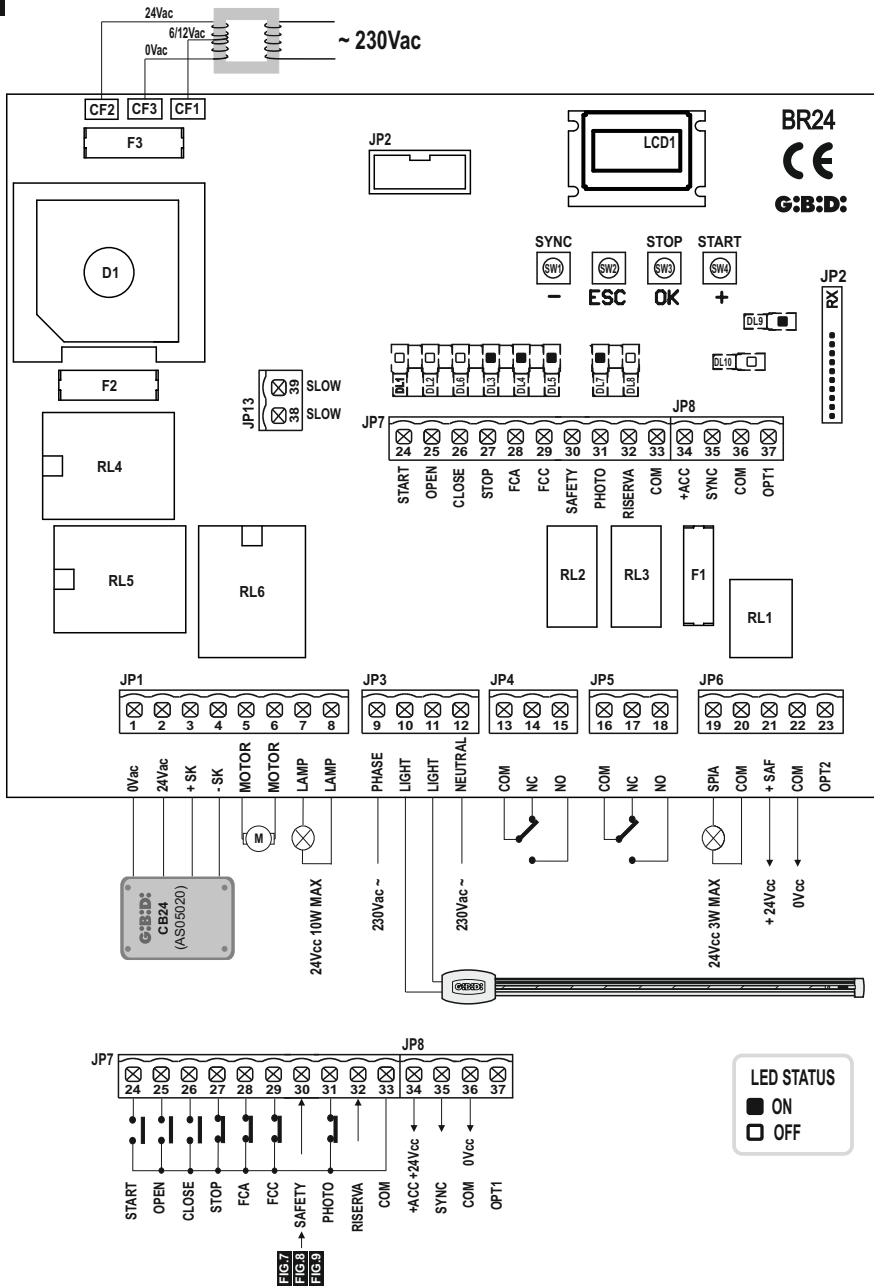 24Vac
6/12Vac
0Vac
~ 230Vac
CF2 CF3 CF1
F3
JP2
LCD1
BR24
CE
G:B:D:
D1
SYNC STOP START
SW1 SW2 SW3 SW4
- ESC OK +
JP2
RX
DL9
DL10
F2
JP13
39 SLOW
38 SLOW
DL1 DL2 DL6 DL3 DL4 DL5 DL7 DL8
JP7 JP8
24 25 26 27 28 29 30 31 32 33 34 35 36 37
START OPEN CLOSE STOP FCA FCC SAFETY PHOTO RISERVA COM +ACC SYNC COM OPT1
RL4
RL5
RL6
RL2
RL3
F1
RL1
JP1 JP3 JP4 JP5 JP6
1 2 3 4 5 6 7 8 9 10 11 12 13 14 15 16 17 18 19 20 21 22 23
0Vac 24Vac + SK - SK MOTOR MOTOR LAMP LAMP PHASE LIGHT LIGHT NEUTRAL COM NC NO COM NC NO SPIA COM + SAF COM OPT2
M
G:B:D:
CB24
(AS05020)
24Vcc 10W MAX
230Vac ~
230Vac ~
24Vcc 3W MAX
+ 24Vcc
0Vcc
G:B:D:
JP7 JP8
24 25 26 27 28 29 30 31 32 33 34 35 36 37
START OPEN CLOSE STOP FCA FCC SAFETY PHOTO RISERVA COM +ACC +24Vcc SYNC COM 0Vcc OPT1
FIG.7
FIG.8
FIG.9
LED STATUS
ON
OFF